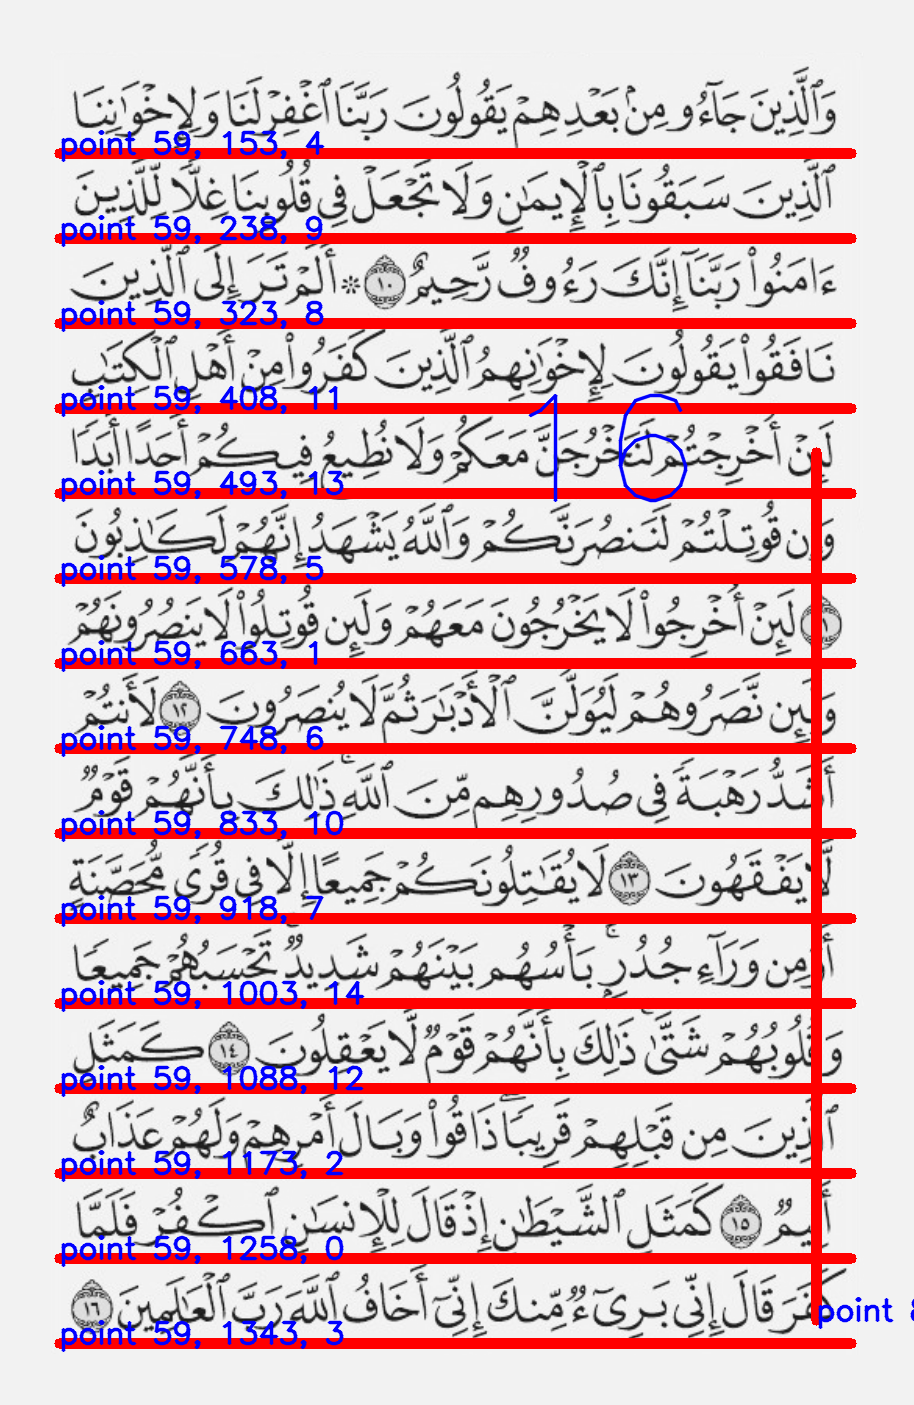 وَٱلَّذِينَ جَآءُو مِنۢ بَعْدِهِمْ يَقُولُونَ رَبَّنَا ٱغْفِرْ لَنَا وَلِإِخْوَٰنِنَا
point 59, 153, 4
ٱلَّذِينَ سَبَقُونَا بِٱلْإِيمَٰنِ وَلَا تَجْعَلْ فِى قُلُوبِنَا غِلًّا لِّلَّذِينَ
point 59, 238, 9
ءَامَنُوا۟ رَبَّنَآ إِنَّكَ رَءُوفٌ رَّحِيمٌ ١٠ ۞ أَلَمْ تَرَ إِلَى ٱلَّذِينَ
point 59, 323, 8
نَافَقُوا۟ يَقُولُونَ لِإِخْوَٰنِهِمُ ٱلَّذِينَ كَفَرُوا۟ مِنْ أَهْلِ ٱلْكِتَٰبِ
point 59, 408, 11
16
لَئِنْ أُخْرِجْتُمْ لَنَخْرُجَنَّ مَعَكُمْ وَلَا نُطِيعُ فِيكُمْ أَحَدًا أَبَدًا
point 59, 493, 13
وَإِن قُوتِلْتُمْ لَنَنصُرَنَّكُمْ وَٱللَّهُ يَشْهَدُ إِنَّهُمْ لَكَٰذِبُونَ
point 59, 578, 5
١١ لَئِنْ أُخْرِجُوا۟ لَا يَخْرُجُونَ مَعَهُمْ وَلَئِن قُوتِلُوا۟ لَا يَنصُرُونَهُمْ
point 59, 663, 1
وَلَئِن نَّصَرُوهُمْ لَيُوَلُّنَّ ٱلْأَدْبَٰرَ ثُمَّ لَا يُنصَرُونَ ١٢ لَأَنتُمْ
point 59, 748, 6
أَشَدُّ رَهْبَةً فِى صُدُورِهِم مِّنَ ٱللَّهِ ۚ ذَٰلِكَ بِأَنَّهُمْ قَوْمٌ
point 59, 833, 10
لَّا يَفْقَهُونَ ١٣ لَا يُقَٰتِلُونَكُمْ جَمِيعًا إِلَّا فِى قُرًى مُّحَصَّنَةٍ
point 59, 918, 7
أَوْ مِن وَرَآءِ جُدُرٍۭ ۚ بَأْسُهُم بَيْنَهُمْ شَدِيدٌ ۚ تَحْسَبُهُمْ جَمِيعًا
point 59, 1003, 14
وَقُلُوبُهُمْ شَتَّىٰ ۚ ذَٰلِكَ بِأَنَّهُمْ قَوْمٌ لَّا يَعْقِلُونَ ١٤ كَمَثَلِ
point 59, 1088, 12
ٱلَّذِينَ مِن قَبْلِهِمْ قَرِيبًا ۖ ذَاقُوا۟ وَبَالَ أَمْرِهِمْ وَلَهُمْ عَذَابٌ
point 59, 1173, 2
أَلِيمٌ ١٥ كَمَثَلِ ٱلشَّيْطَٰنِ إِذْ قَالَ لِلْإِنسَٰنِ ٱكْفُرْ فَلَمَّا
point 59, 1258, 0
كَفَرَ قَالَ إِنِّى بَرِىٓءٌ مِّنكَ إِنِّىٓ أَخَافُ ٱللَّهَ رَبَّ ٱلْعَٰلَمِينَ ١٦
point 59, 1343, 3
point